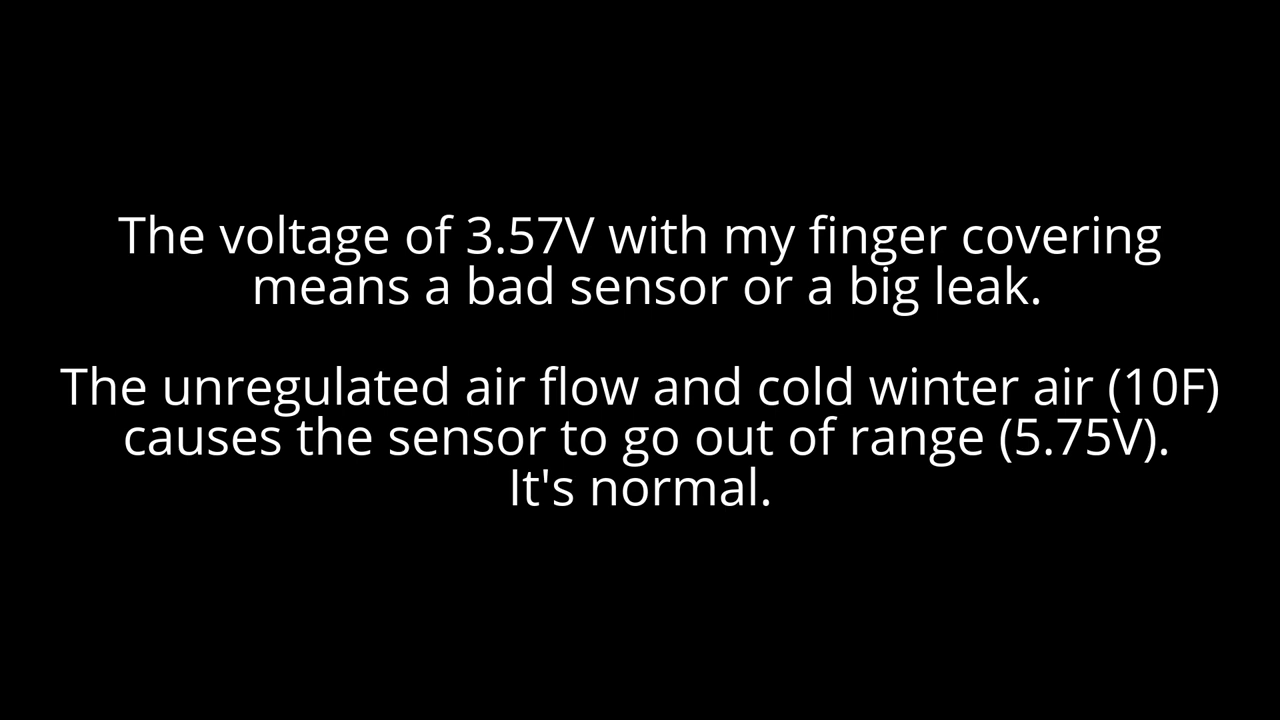 The voltage of 3.57V with my finger covering
means a bad sensor or a big leak.
The unregulated air flow and cold winter air (10F)
causes the sensor to go out of range (5.75V).
It's normal.